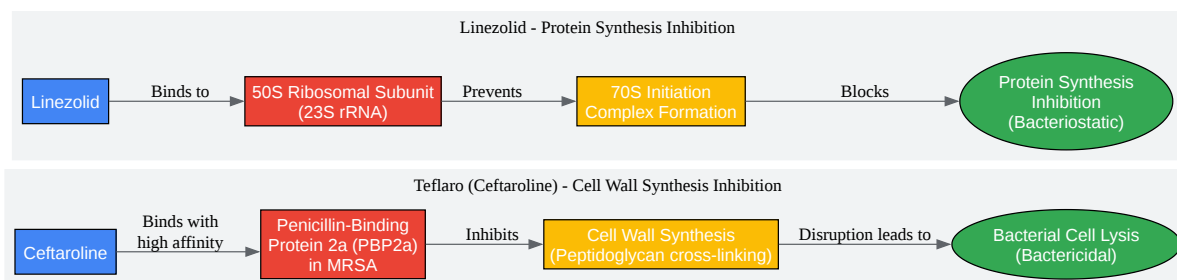 Linezolid - Protein Synthesis Inhibition
Linezolid
Binds to
50S Ribosomal Subunit
(23S rRNA)
Prevents
70S Initiation
Complex Formation
Blocks
Protein Synthesis
Inhibition
(Bacteriostatic)
Teflaro (Ceftaroline) - Cell Wall Synthesis Inhibition
Ceftaroline
Binds with
high affinity
Penicillin-Binding
Protein 2a (PBP2a)
in MRSA
Inhibits
Cell Wall Synthesis
(Peptidoglycan cross-linking)
Disruption leads to
Bacterial Cell Lysis
(Bactericidal)